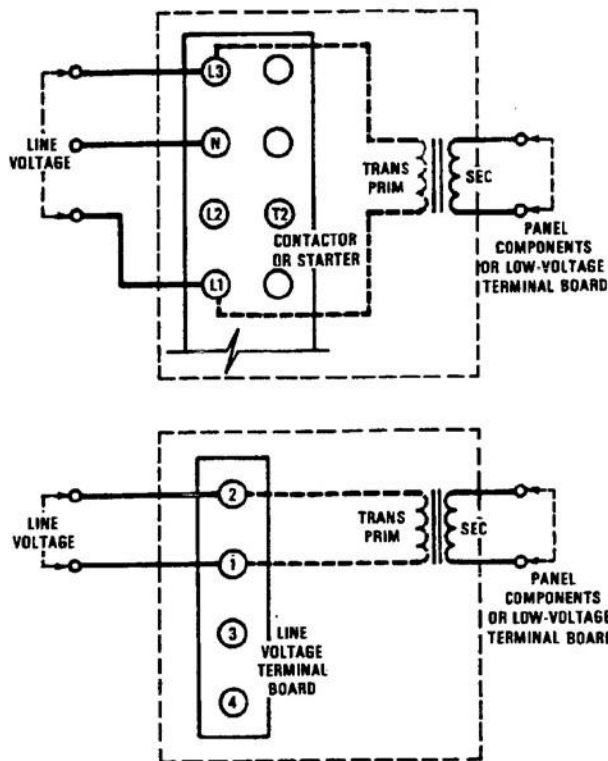 L3
LINE
VOLTAGE
N
TRANS
PRIM
SEC
L2
T2
CONTACTOR
OR STARTER
PANEL
COMPONENTS
OR LOW-VOLTAGE
TERMINAL BOARD
L1
2
LINE
VOLTAGE
TRANS
PRIM
SEC
1
PANEL
COMPONENTS
OR LOW-VOLTAGE
TERMINAL BOARD
3
LINE
VOLTAGE
TERMINAL
BOARD
4